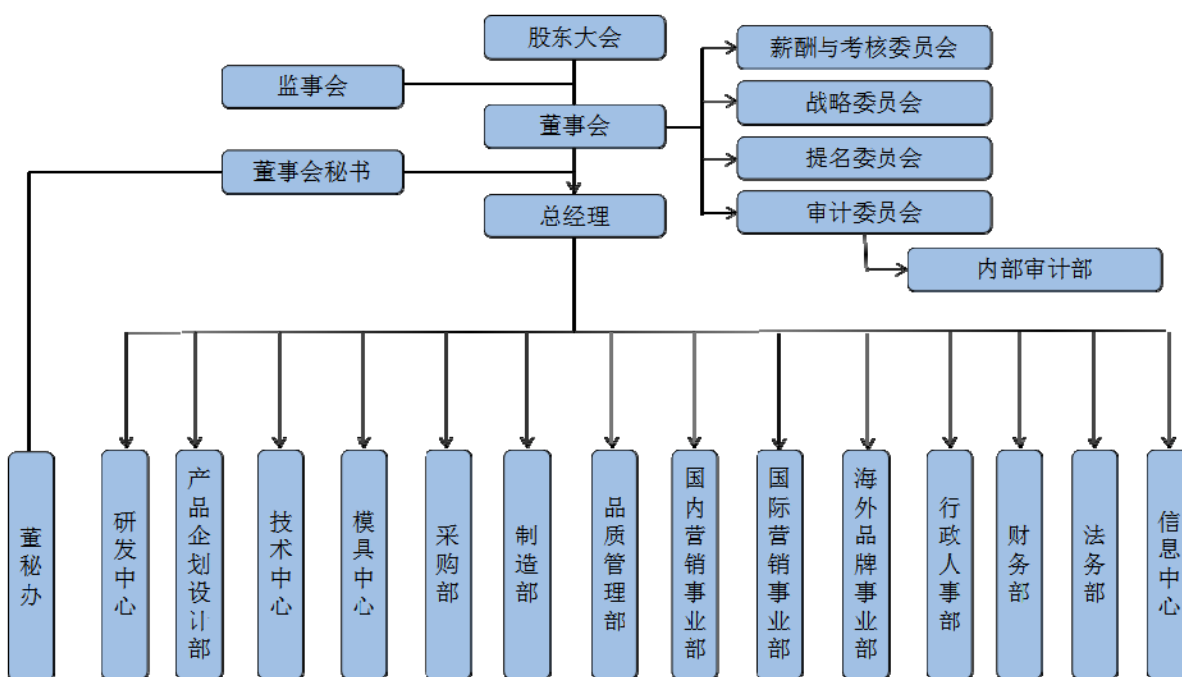 股东大会
监事会
董事会
董事会秘书
总经理
薪酬与考核委员会
战略委员会
提名委员会
审计委员会
内部审计部
董秘办
研发中心
产品企划设计部
技术中心
模具中心
采购部
制造部
品质管理部
国内营销事业部
国际营销事业部
海外品牌事业部
行政人事部
财务部
法务部
信息中心